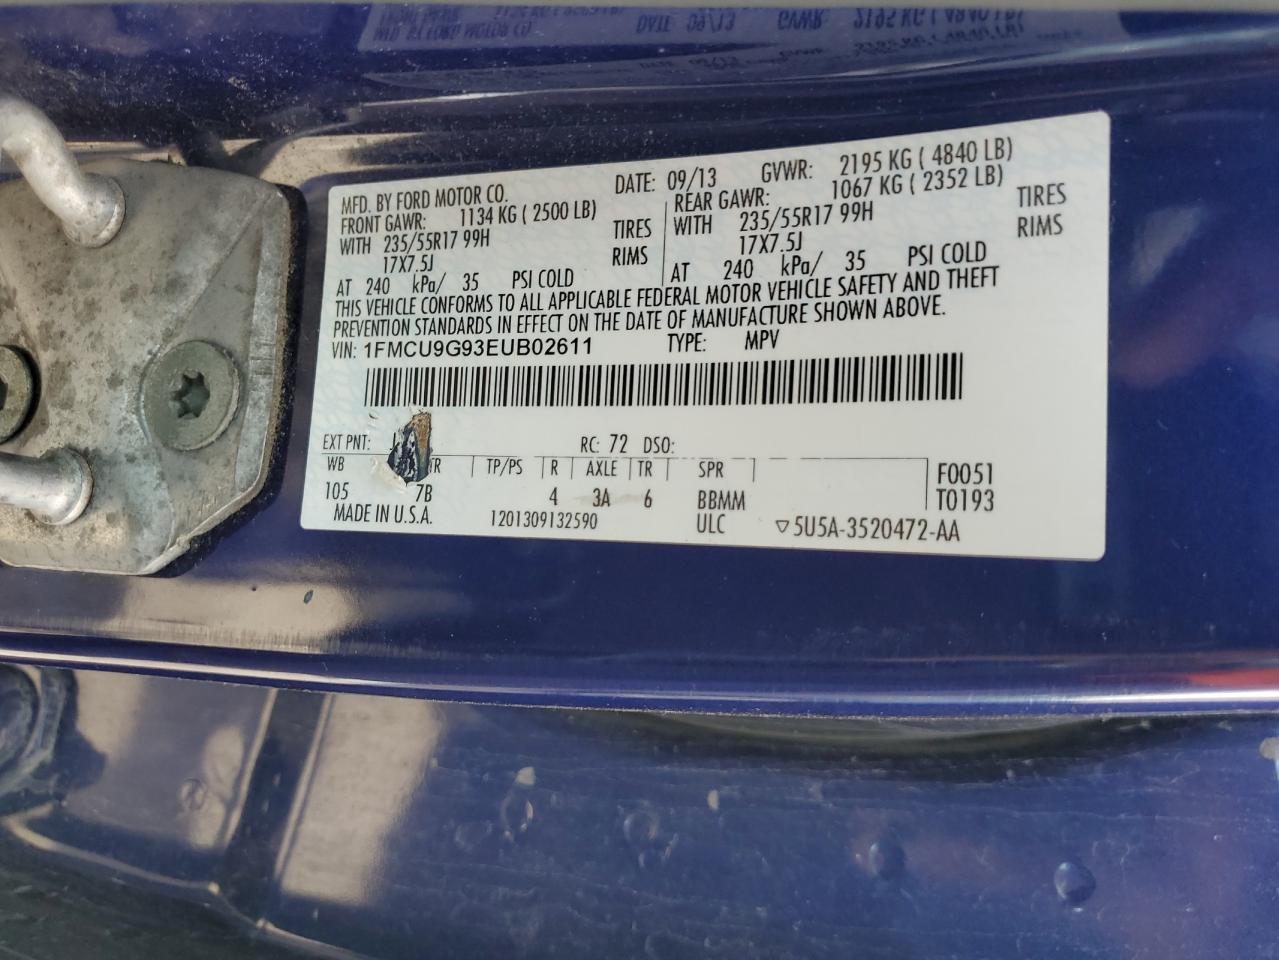 MFD. BY FORD MOTOR CO. DATE: 09/13 GVWR: 2195 KG ( 4840 LB)
FRONT GAWR: 1134 KG ( 2500 LB) REAR GAWR: 1067 KG ( 2352 LB)
WITH 235/55R17 99H TIRES WITH 235/55R17 99H TIRES
17X7.5J RIMS 17X7.5J RIMS
AT 240 kPa/ 35 PSI COLD AT 240 kPa/ 35 PSI COLD
THIS VEHICLE CONFORMS TO ALL APPLICABLE FEDERAL MOTOR VEHICLE SAFETY AND THEFT
PREVENTION STANDARDS IN EFFECT ON THE DATE OF MANUFACTURE SHOWN ABOVE.
VIN: 1FMCU9G93EUB02611 TYPE: MPV
EXT PNT: RC: 72 DSO:
WB TP/PS R AXLE TR SPR F0051
105 7B 4 3A 6 BBMM T0193
MADE IN U.S.A. 1201309132590 ULC ▽5U5A-3520472-AA